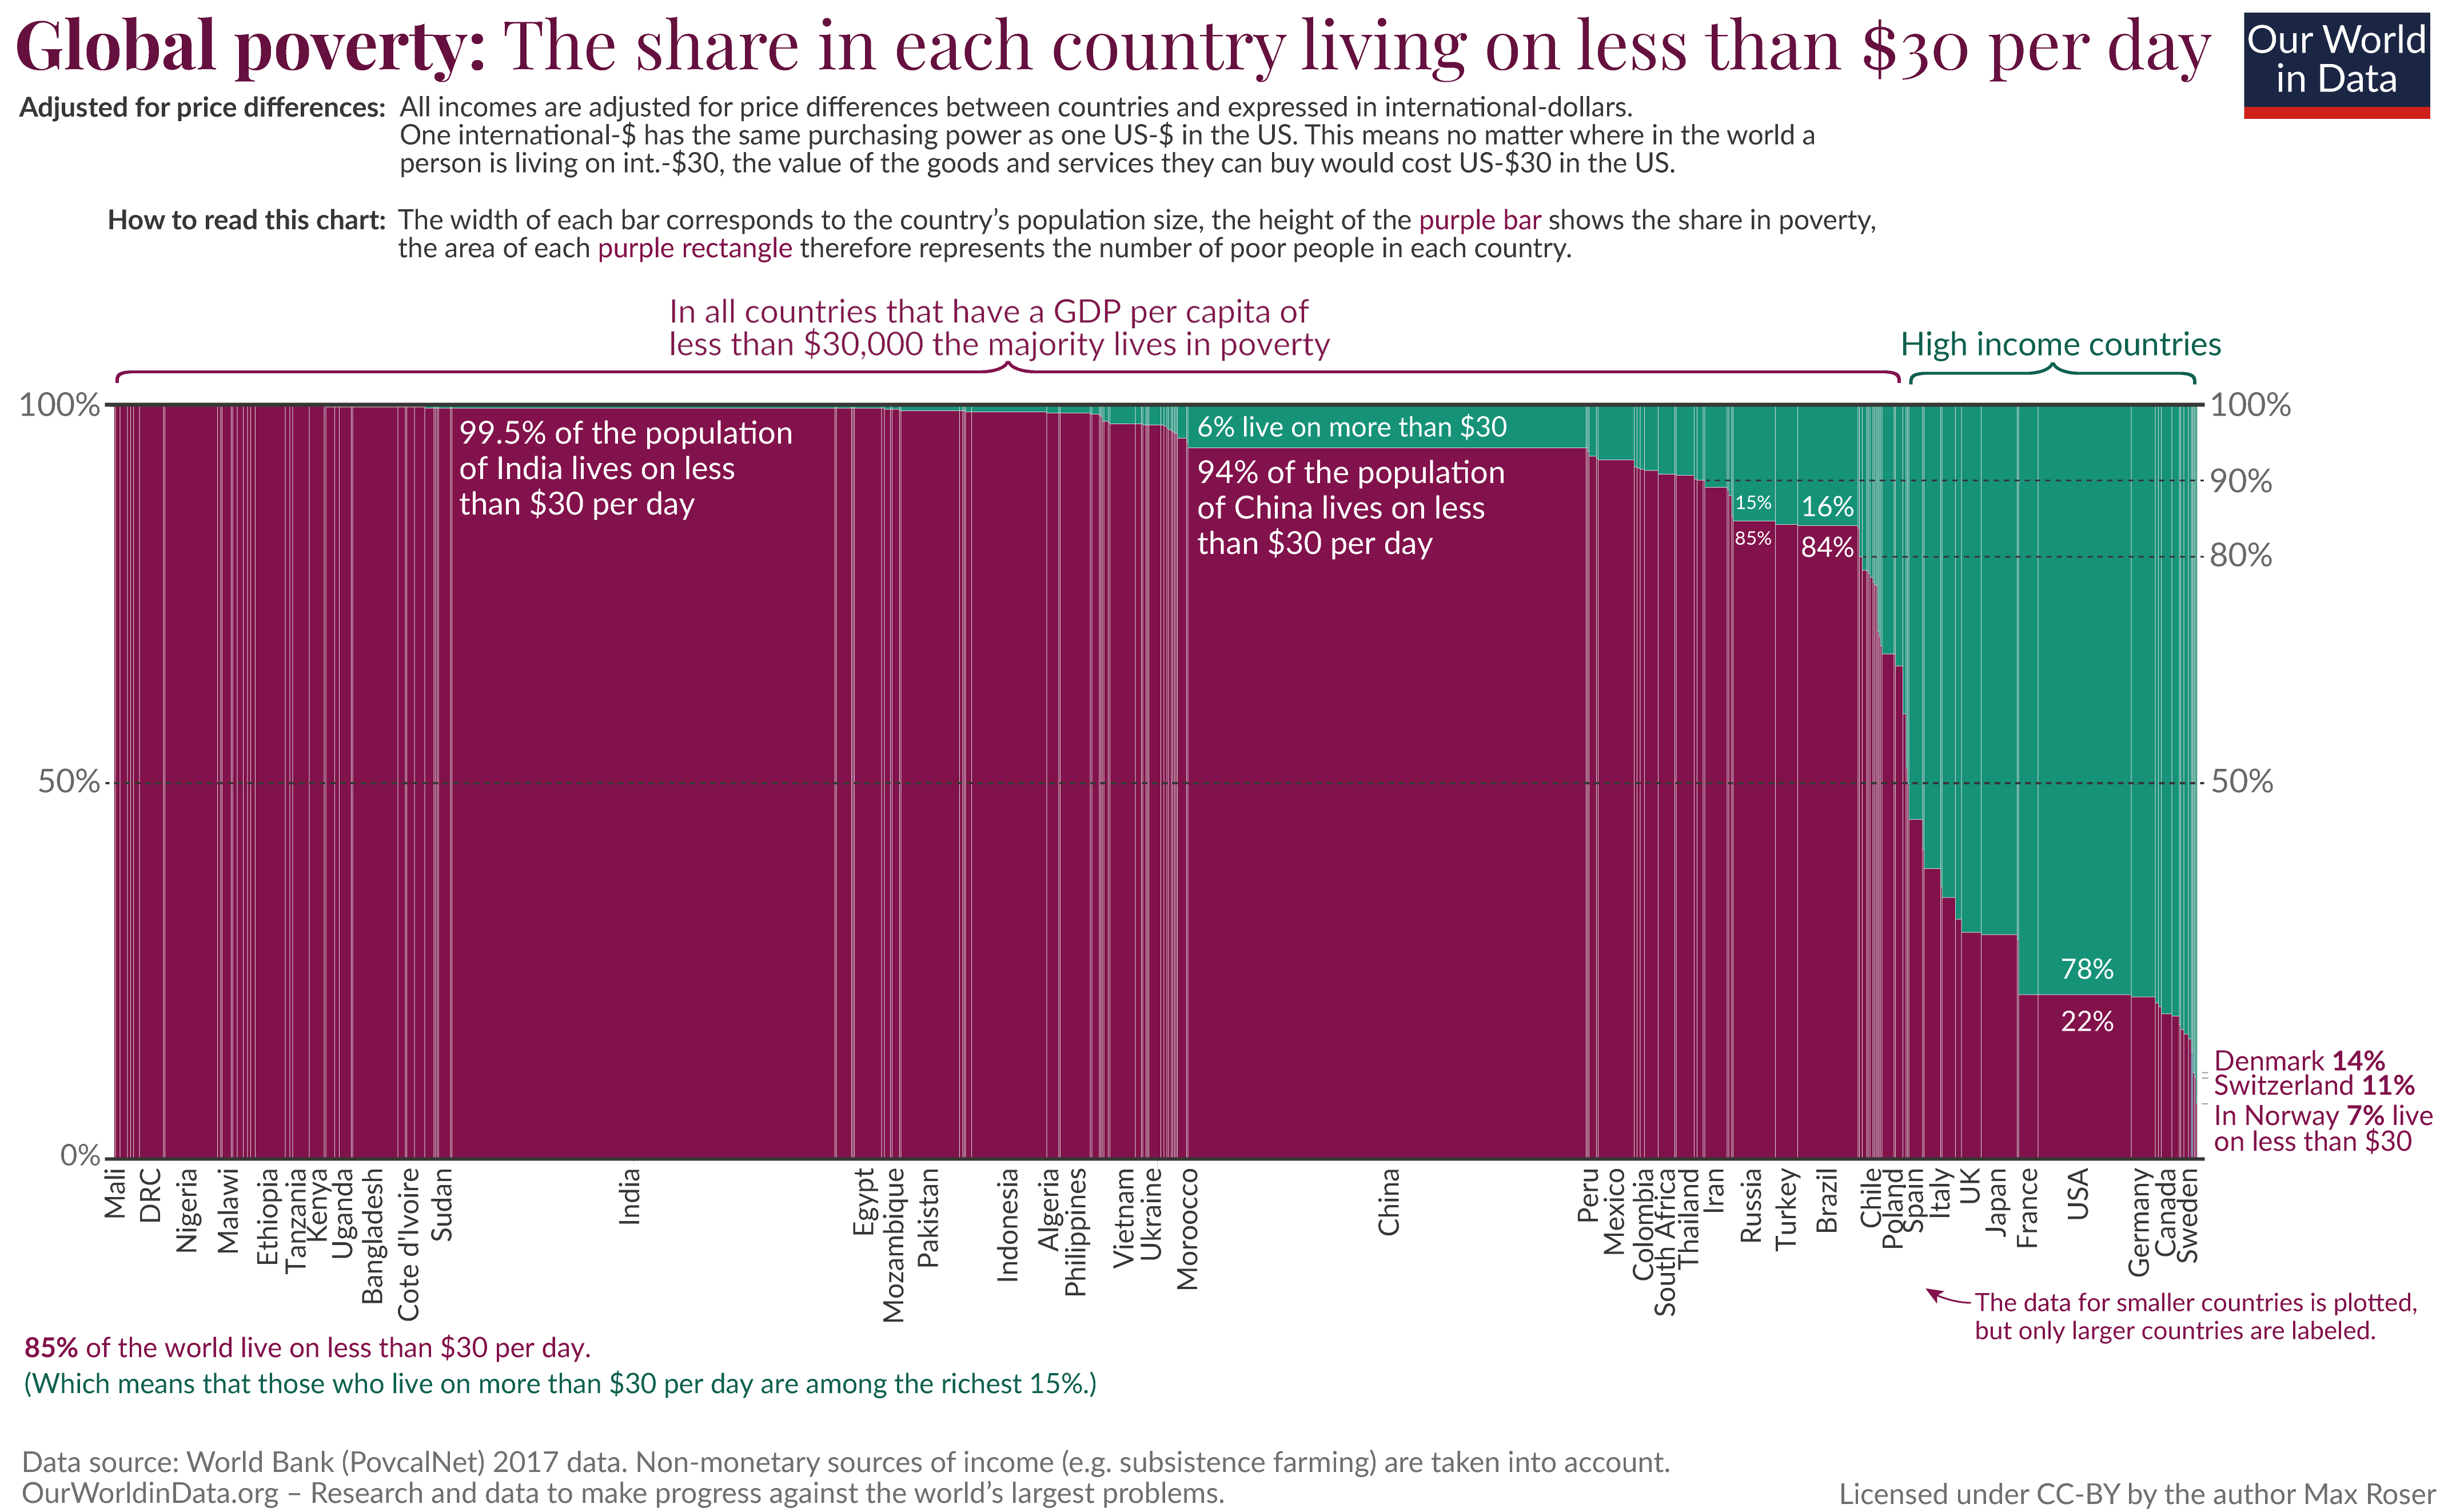 Global poverty: The share in each country living on less than $30 per day
Our World
in Data
Adjusted for price differences: All incomes are adjusted for price differences between countries and expressed in international-dollars.
One international-$ has the same purchasing power as one US-$ in the US. This means no matter where in the world a
person is living on int.-$30, the value of the goods and services they can buy would cost US-$30 in the US.
How to read this chart: The width of each bar corresponds to the country's population size, the height of the purple bar shows the share in poverty,
the area of each purple rectangle therefore represents the number of poor people in each country.
In all countries that have a GDP per capita of
less than $30,000 the majority lives in poverty
High income countries
100%
100%
99.5% of the population
of India lives on less
than $30 per day
6% live on more than $30
94% of the population
of China lives on less
than $30 per day
90%
15%
16%
85%
84%
80%
50%
50%
78%
22%
Denmark 14%
Switzerland 11%
In Norway 7% live
on less than $30
0%
Mali
DRC
Nigeria
Malawi
Ethiopia
Tanzania
Kenya
Uganda
Bangladesh
Cote d'Ivoire
Sudan
India
Egypt
Mozambique
Pakistan
Indonesia
Algeria
Philippines
Vietnam
Ukraine
Moroocco
China
Peru
Mexico
Colombia
South Africa
Thailand
Iran
Russia
Turkey
Brazil
Chile
Poland
Spain
Italy
UK
Japan
France
USA
Germany
Canada
Sweden
The data for smaller countries is plotted,
but only larger countries are labeled.
85% of the world live on less than $30 per day.
(Which means that those who live on more than $30 per day are among the richest 15%.)
Data source: World Bank (PovcalNet) 2017 data. Non-monetary sources of income (e.g. subsistence farming) are taken into account.
OurWorldinData.org – Research and data to make progress against the world's largest problems.
Licensed under CC-BY by the author Max Roser